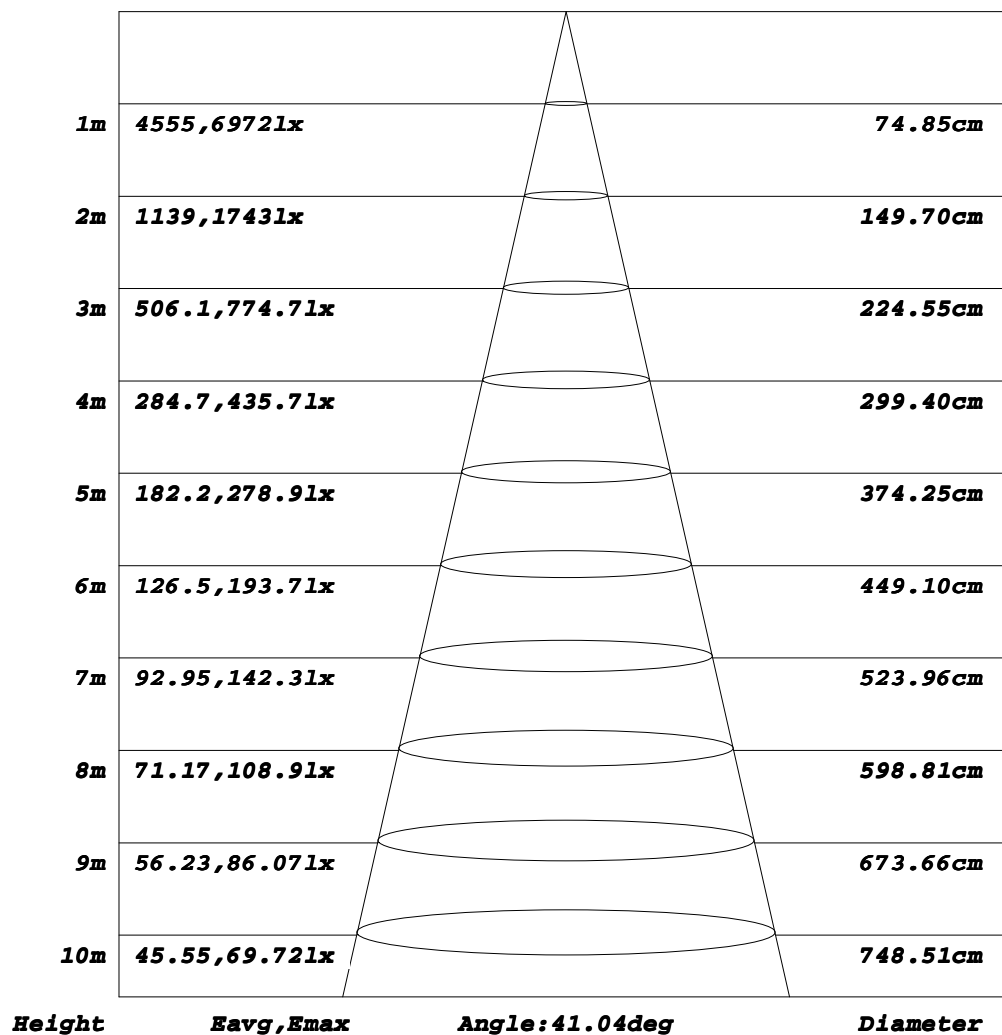 1m 4555,6972lx 74.85cm
2m 1139,1743lx 149.70cm
3m 506.1,774.7lx 224.55cm
4m 284.7,435.7lx 299.40cm
5m 182.2,278.9lx 374.25cm
6m 126.5,193.7lx 449.10cm
7m 92.95,142.3lx 523.96cm
8m 71.17,108.9lx 598.81cm
9m 56.23,86.07lx 673.66cm
10m 45.55,69.72lx 748.51cm
Height Eavg,Emax Angle:41.04deg Diameter